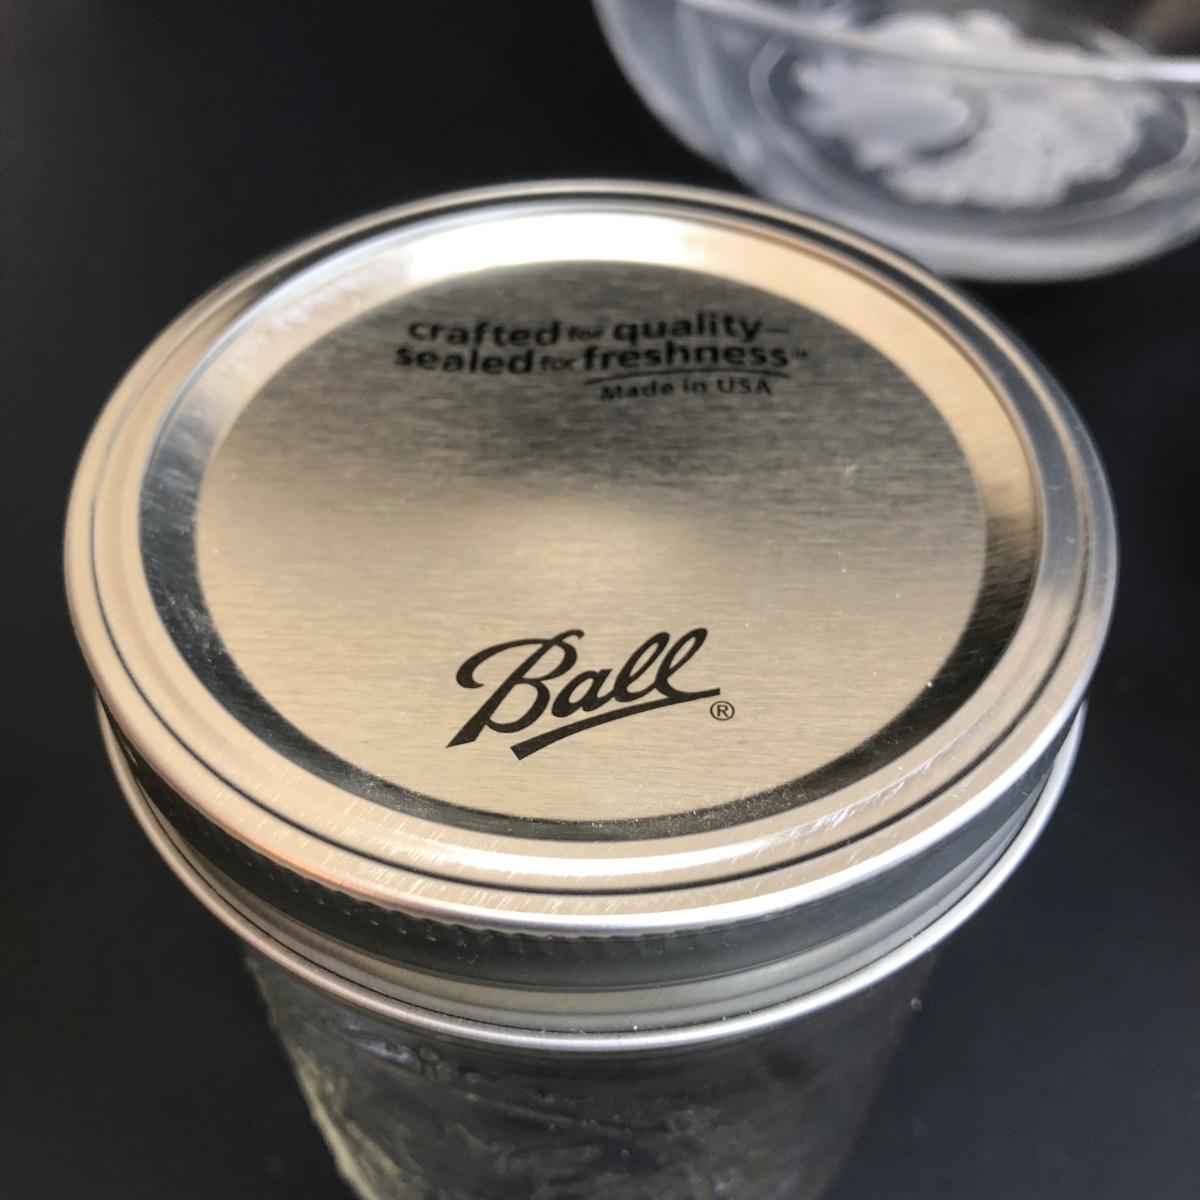 crafted for quality—
sealed for freshness™
Made in USA
Ball®